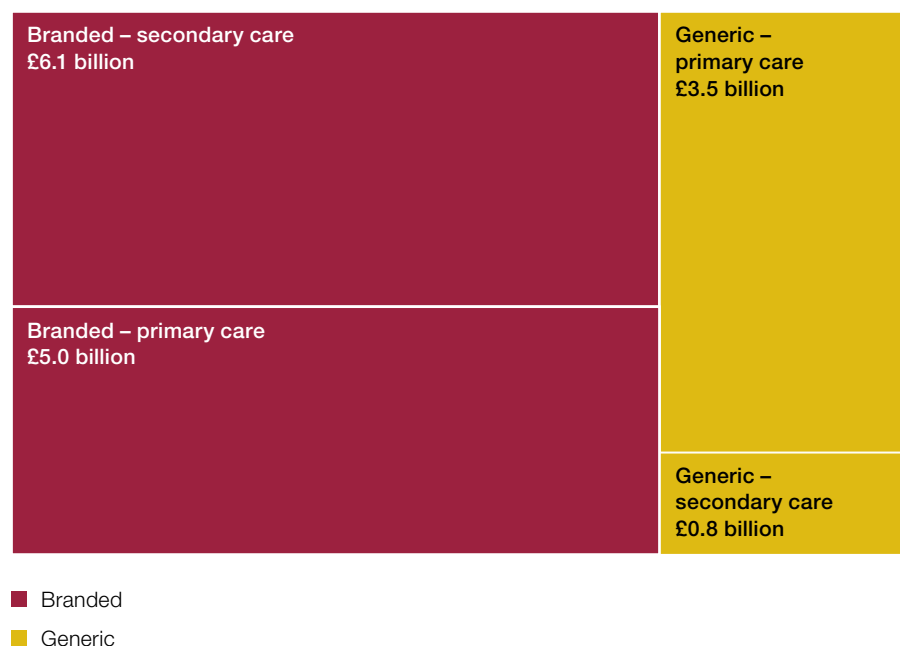 Branded – secondary care
£6.1 billion
Generic –
primary care
£3.5 billion
Branded – primary care
£5.0 billion
Generic –
secondary care
£0.8 billion
Branded
Generic